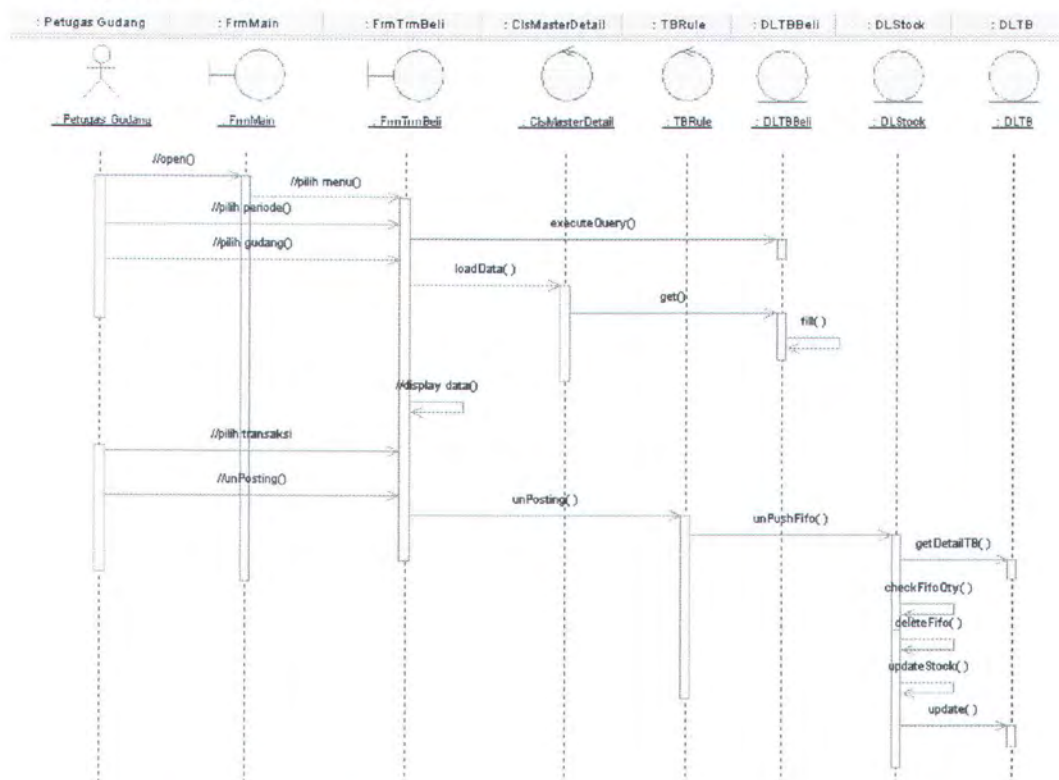 : Petugas Gudang
: FrmMain
: FrmTrmBeli
: ClsMasterDetail
: TBRule
: DLTBBeli
: DLStock
: DLTB
: Petugas Gudang
: FrmMain
: FrmTrmBeli
: ClsMasterDetail
: TBRule
: DLTBBeli
: DLStock
: DLTB
//open()
//pilih menu()
//pilih periode()
executeQuery()
//pilih gudang()
loadData( )
get()
fill( )
//display data()
//pilih transaksi
//unPosting()
unPosting( )
unPushFifo( )
getDetailTB( )
checkFifoQty( )
deleteFifo( )
updateStock( )
update( )